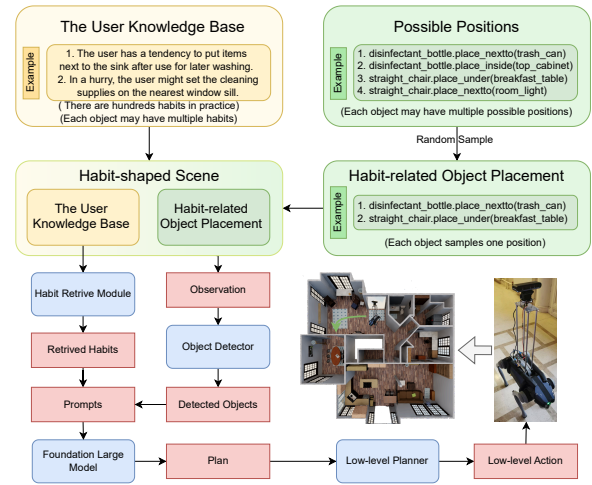 The User Knowledge Base
Example
1. The user has a tendency to put items
next to the sink after use for later washing.
2. In a hurry, the user might set the cleaning
supplies on the nearest window sill.
( There are hundreds habits in practice)
(Each object may have multiple habits)
Possible Positions
Example
1. disinfectant_bottle.place_nextto(trash_can)
2. disinfectant_bottle.place_inside(top_cabinet)
3. straight_chair.place_under(breakfast_table)
4. straight_chair.place_nextto(room_light)
(Each object may have multiple possible positions)
Random Sample
Habit-shaped Scene
The User
Knowledge Base
Habit-related
Object Placement
Habit-related Object Placement
Example
1. disinfectant_bottle.place_nextto(trash_can)
2. straight_chair.place_under(breakfast_table)
(Each object samples one position)
Habit Retrive Module
Observation
Retrived Habits
Object Detector
Prompts
Detected Objects
Foundation Large
Model
Plan
Low-level Planner
Low-level Action